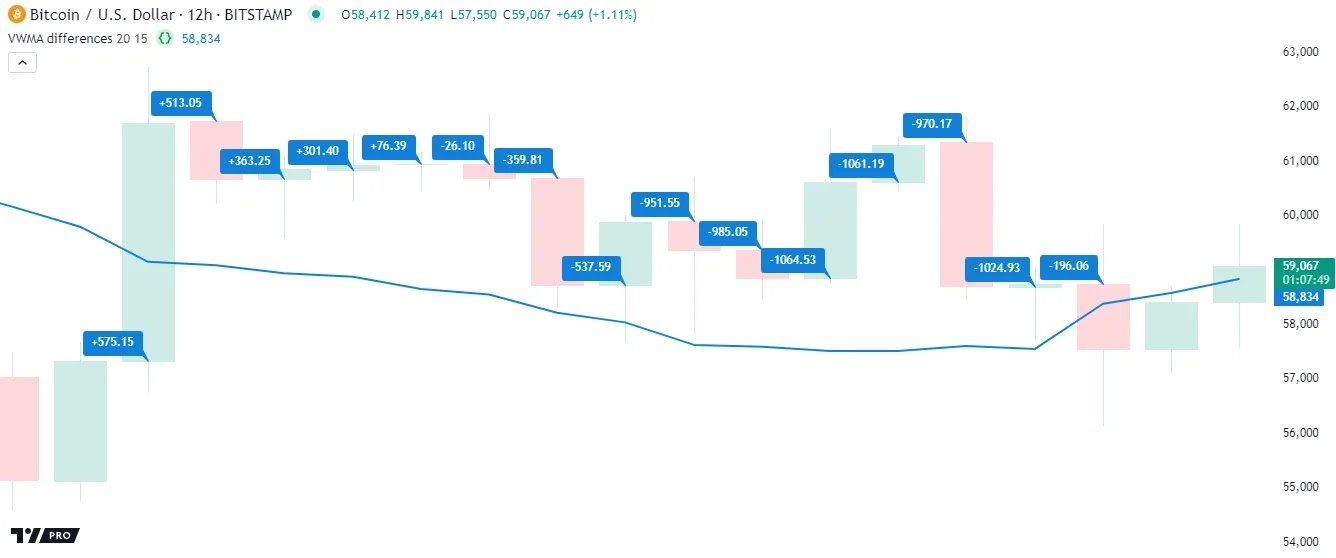 Bitcoin / U.S. Dollar · 12h · BITSTAMP O58,412 H59,841 L57,550 C59,067 +649 (+1.11%)
VWMA differences 20 15 {} 58,834
63,000
+513.05
62,000
-970.17
+301.40 +76.39 -26.10
+363.25 -359.81 -1061.19
61,000
-951.55
60,000
-985.05
-537.59 -1064.53 -1024.93 -196.06
59,067
01:07:49
58,834
+575.15
58,000
57,000
56,000
55,000
PRO
54,000